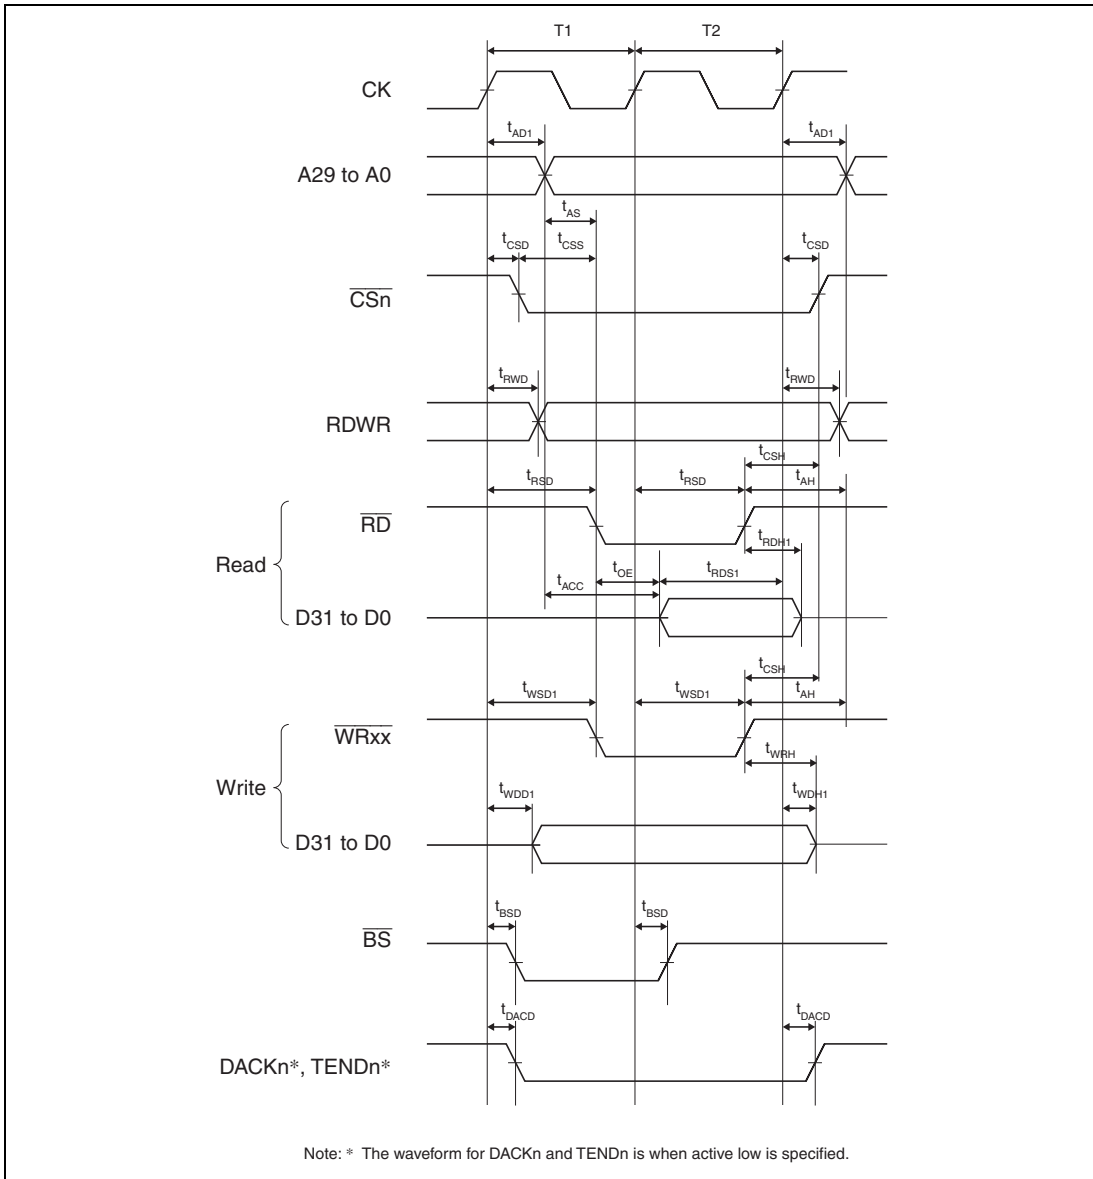 T1 T2
CK
tAD1 tAD1
A29 to A0
tAS
tCSD tCSS tCSD
CSn
tRWD tRWD
RDWR
tCSH
tRSD tRSD tAH
RD
tRDH1
Read
tOE tRDS1
tACC
D31 to D0
tCSH
tWSD1 tWSD1 tAH
WRxx
tWRH
Write
tWDD1 tWDH1
D31 to D0
tBSD tBSD
BS
tDACD tDACD
DACKn*, TENDn*
Note: * The waveform for DACKn and TENDn is when active low is specified.